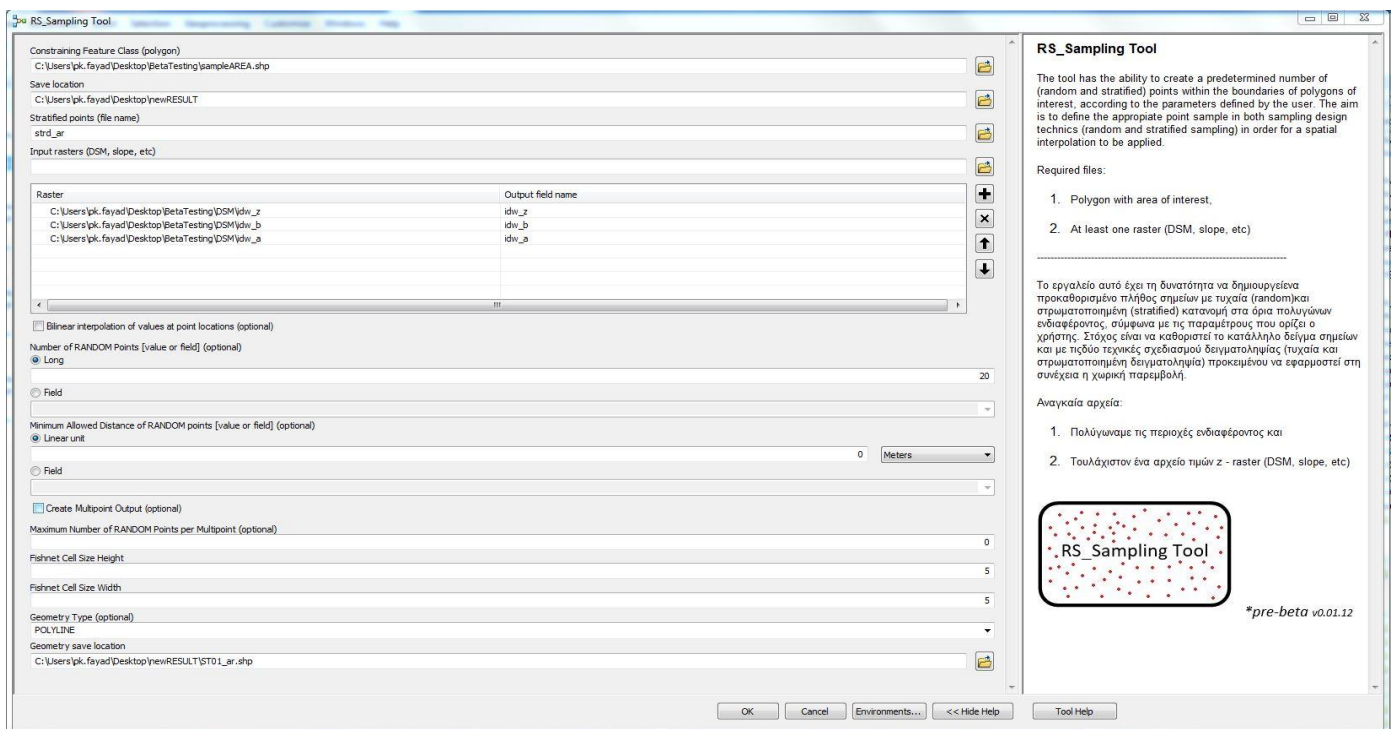 RS_Sampling Tool
Selection Geoprocessing Customize Windows Help
Constraining Feature Class (polygon)
C:\Users\pk.fayad\Desktop\BetaTesting\sampleAREA.shp
Save location
C:\Users\pk.fayad\Desktop\newRESULT
Stratified points (file name)
strd_ar
Input rasters (DSM, slope, etc)
Raster Output field name
C:\Users\pk.fayad\Desktop\BetaTesting\DSM\idw_z idw_z
C:\Users\pk.fayad\Desktop\BetaTesting\DSM\idw_b idw_b
C:\Users\pk.fayad\Desktop\BetaTesting\DSM\idw_a idw_a
Bilinear interpolation of values at point locations (optional)
Number of RANDOM Points [value or field] (optional)
Long
20
Field
Minimum Allowed Distance of RANDOM points [value or field] (optional)
Linear unit
0 Meters
Field
Create Multipoint Output (optional)
Maximum Number of RANDOM Points per Multipoint (optional)
0
Fishnet Cell Size Height
5
Fishnet Cell Size Width
5
Geometry Type (optional)
POLYLINE
Geometry save location
C:\Users\pk.fayad\Desktop\newRESULT\ST01_ar.shp
OK Cancel Environments... << Hide Help Tool Help
RS_Sampling Tool
The tool has the ability to create a predetermined number of
(random and stratified) points within the boundaries of polygons of
interest, according to the parameters defined by the user. The aim
is to define the appropiate point sample in both sampling design
technics (random and stratified sampling) in order for a spatial
interpolation to be applied.
Required files:
1. Polygon with area of interest,
2. At least one raster (DSM, slope, etc)
--------------------------------------------------------------------------
Το εργαλείο αυτό έχει τη δυνατότητα να δημιουργείενα
προκαθορισμένο πλήθος σημείων με τυχαία (random)και
στρωματοποιημένη (stratified) κατανομή στα όρια πολυγώνων
ενδιαφέροντος, σύμφωνα με τις παραμέτρους που ορίζει ο
χρήστης. Στόχος είναι να καθοριστεί το κατάλληλο δείγμα σημείων
και με τιςδύο τεχνικές σχεδιασμού δειγματοληψίας (τυχαία και
στρωματοποιημένη δειγματοληψία) προκειμένου να εφαρμοστεί στη
συνέχεια η χωρική παρεμβολή.
Αναγκαία αρχεία:
1. Πολύγωναμε τις περιοχές ενδιαφέροντος και
2. Τουλάχιστον ένα αρχείο τιμών z - raster (DSM, slope, etc)
RS_Sampling Tool
*pre-beta v0.01.12